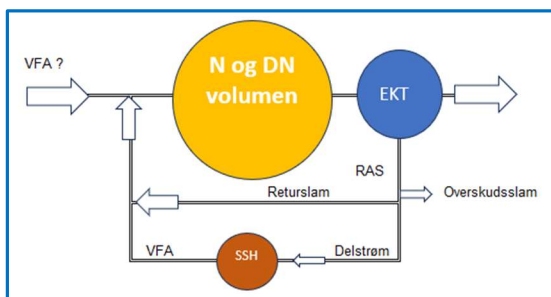 VFA ?
N og DN
volumen
EKT
RAS
Returslam
Overskudsslam
VFA
SSH
Delstrøm